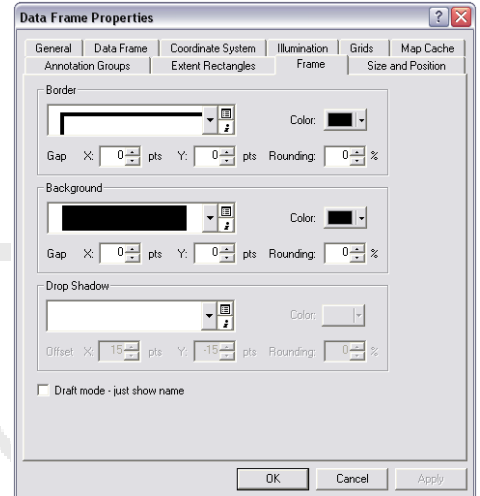 Data Frame Properties
General Data Frame Coordinate System Illumination Grids Map Cache
Annotation Groups Extent Rectangles Frame Size and Position
Border
Color:
Gap X: 0 pts Y: 0 pts Rounding: 0 %
Background
Color:
Gap X: 0 pts Y: 0 pts Rounding: 0 %
Drop Shadow
Color:
Offset X: 15 pts Y: -15 pts Rounding: 0 %
Draft mode - just show name
OK Cancel Apply